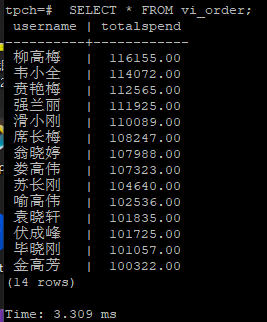 tpch=#  SELECT * FROM vi_order;
 username | totalspend
----------+------------
 柳高梅   |  116155.00
 韦小全   |  114072.00
 贲艳梅   |  112565.00
 强兰丽   |  111925.00
 滑小刚   |  110089.00
 席长梅   |  108247.00
 翁晓婷   |  107988.00
 娄高伟   |  107323.00
 苏长刚   |  104640.00
 喻高伟   |  102536.00
 袁晓轩   |  101835.00
 伏成峰   |  101725.00
 毕晓刚   |  101057.00
 金高芳   |  100322.00
(14 rows)
Time: 3.309 ms